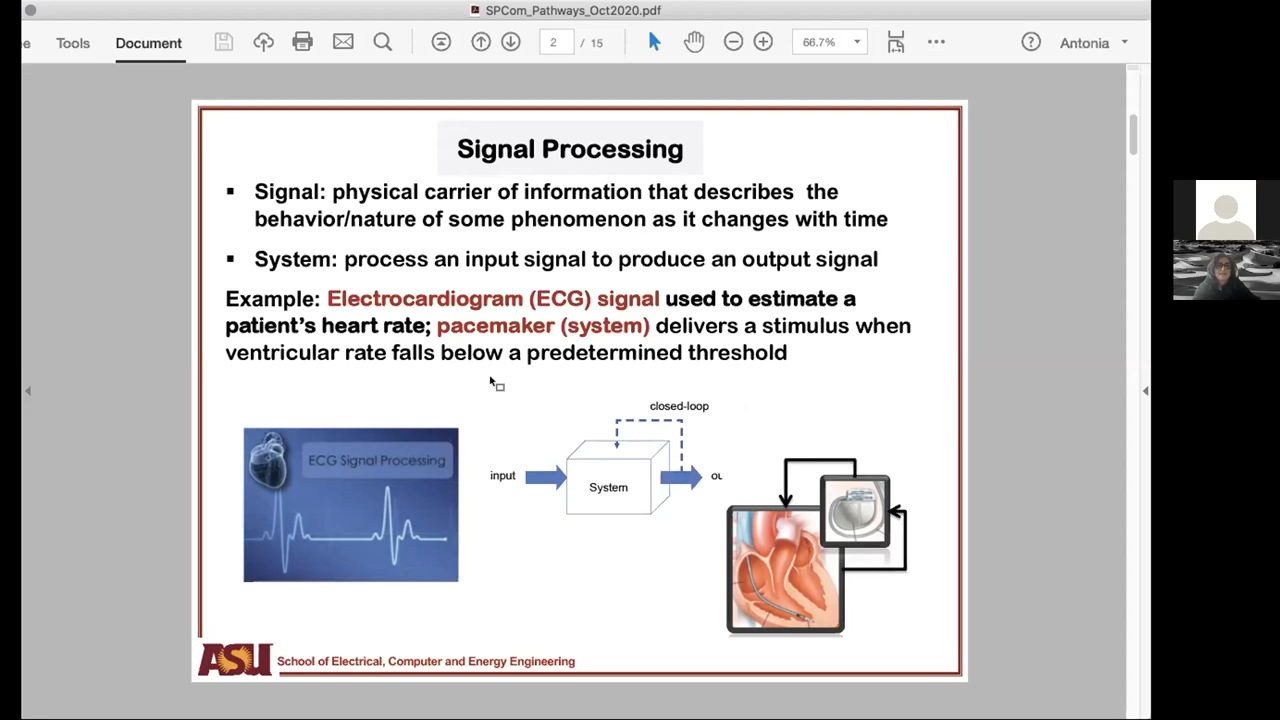 SPCom_Pathways_Oct2020.pdf
e Tools Document 2 / 15 66.7% Antonia
Signal Processing
▪ Signal: physical carrier of information that describes the
behavior/nature of some phenomenon as it changes with time
▪ System: process an input signal to produce an output signal
Example: Electrocardiogram (ECG) signal used to estimate a
patient's heart rate; pacemaker (system) delivers a stimulus when
ventricular rate falls below a predetermined threshold
closed-loop
ECG Signal Processing
input
System
ou
ASU School of Electrical, Computer and Energy Engineering